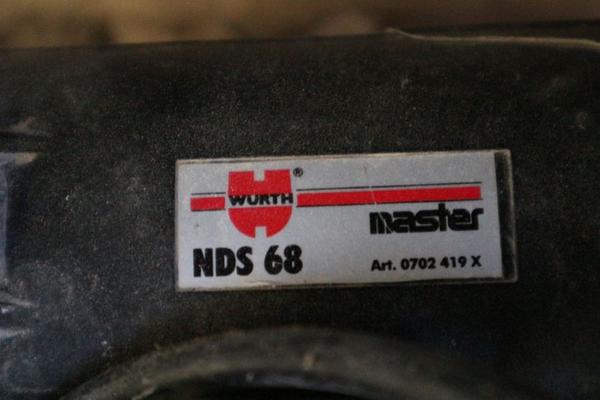 WÜRTH®
master
NDS 68
Art. 0702 419 X